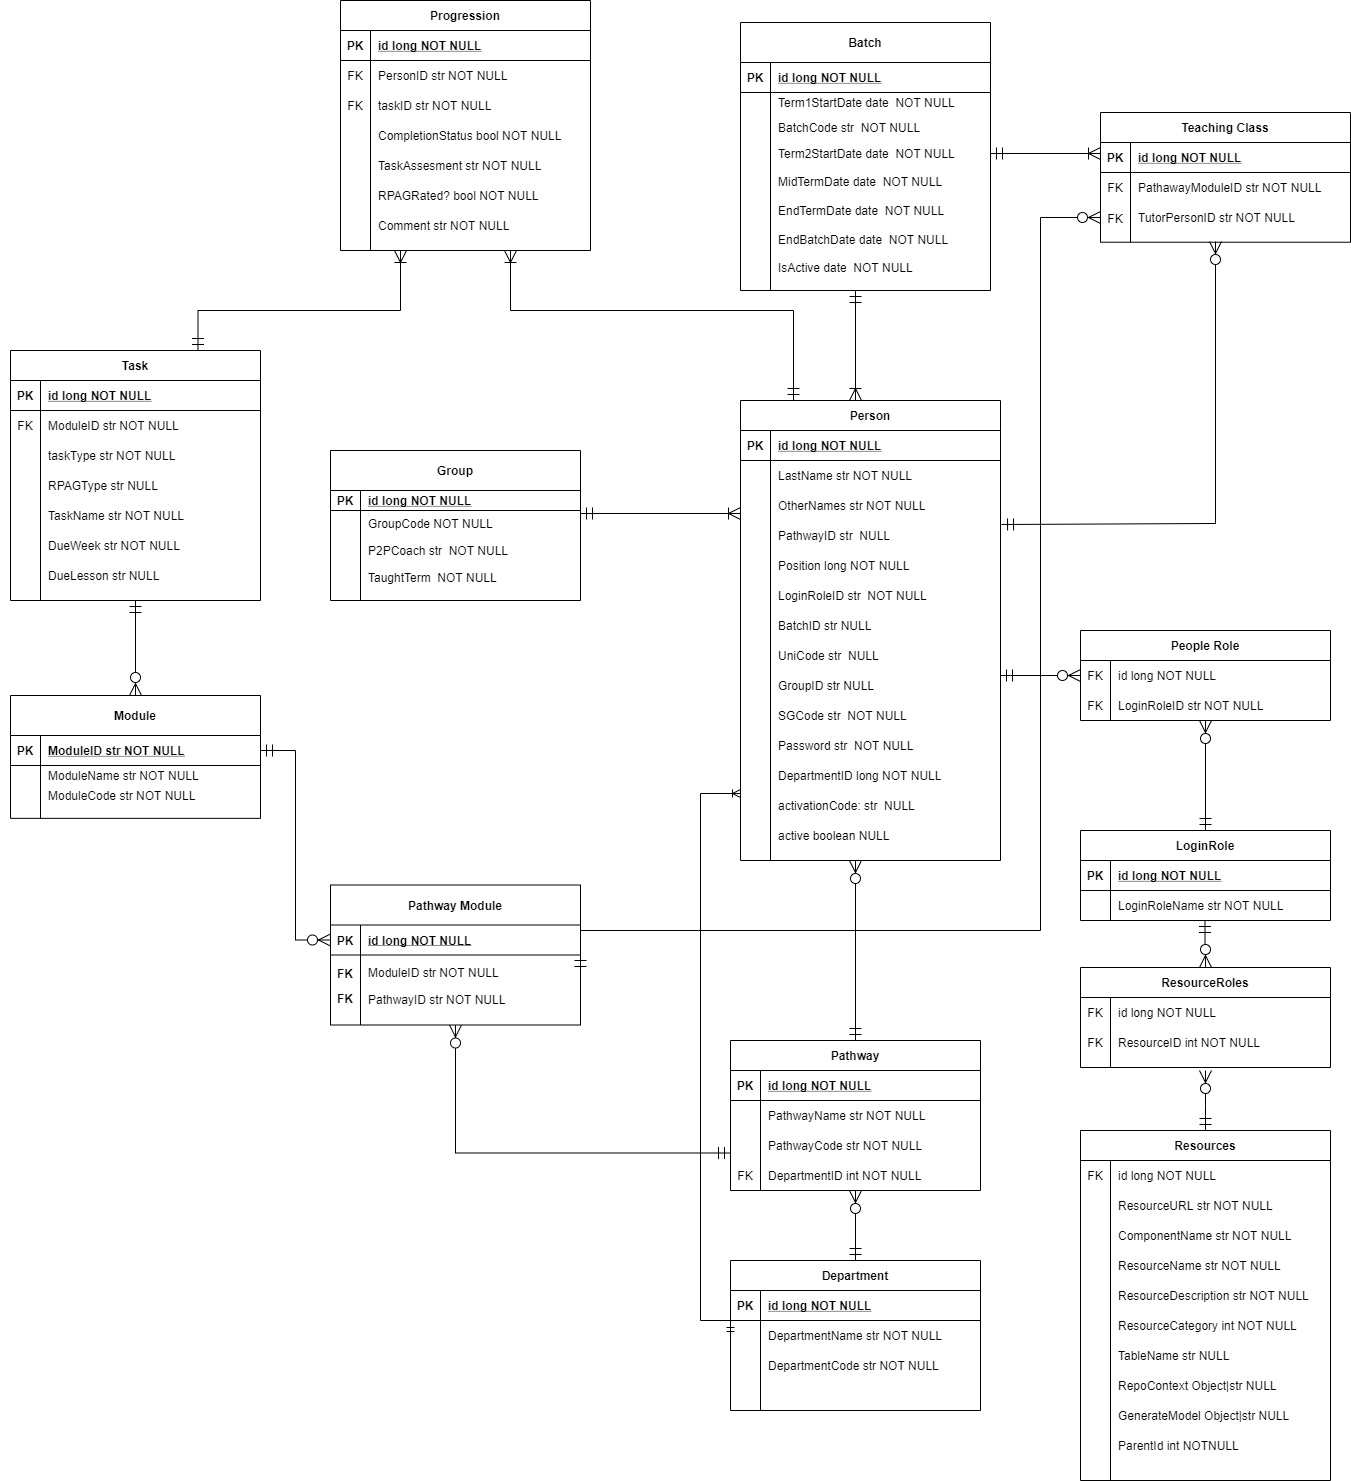 Progression
PK id long NOT NULL
FK PersonID str NOT NULL
FK taskID str NOT NULL
CompletionStatus bool NOT NULL
TaskAssesment str NOT NULL
RPAGRated? bool NOT NULL
Comment str NOT NULL
Batch
PK id long NOT NULL
Term1StartDate date NOT NULL
BatchCode str NOT NULL
Term2StartDate date NOT NULL
MidTermDate date NOT NULL
EndTermDate date NOT NULL
EndBatchDate date NOT NULL
IsActive date NOT NULL
Teaching Class
PK id long NOT NULL
FK PathawayModuleID str NOT NULL
FK TutorPersonID str NOT NULL
Task
PK id long NOT NULL
FK ModuleID str NOT NULL
taskType str NOT NULL
RPAGType str NULL
TaskName str NOT NULL
DueWeek str NOT NULL
DueLesson str NULL
Group
PK id long NOT NULL
GroupCode NOT NULL
P2PCoach str NOT NULL
TaughtTerm NOT NULL
Person
PK id long NOT NULL
LastName str NOT NULL
OtherNames str NOT NULL
PathwayID str NULL
Position long NOT NULL
LoginRoleID str NOT NULL
BatchID str NULL
UniCode str NULL
GroupID str NULL
SGCode str NOT NULL
Password str NOT NULL
DepartmentID long NOT NULL
activationCode: str NULL
active boolean NULL
People Role
FK id long NOT NULL
FK LoginRoleID str NOT NULL
Module
PK ModuleID str NOT NULL
ModuleName str NOT NULL
ModuleCode str NOT NULL
LoginRole
PK id long NOT NULL
LoginRoleName str NOT NULL
Pathway Module
PK id long NOT NULL
FK ModuleID str NOT NULL
FK PathwayID str NOT NULL
ResourceRoles
FK id long NOT NULL
FK ResourceID int NOT NULL
Pathway
PK id long NOT NULL
PathwayName str NOT NULL
PathwayCode str NOT NULL
FK DepartmentID int NOT NULL
Resources
FK id long NOT NULL
ResourceURL str NOT NULL
ComponentName str NOT NULL
ResourceName str NOT NULL
ResourceDescription str NOT NULL
ResourceCategory int NOT NULL
TableName str NULL
RepoContext Object|str NULL
GenerateModel Object|str NULL
ParentId int NOTNULL
Department
PK id long NOT NULL
DepartmentName str NOT NULL
DepartmentCode str NOT NULL